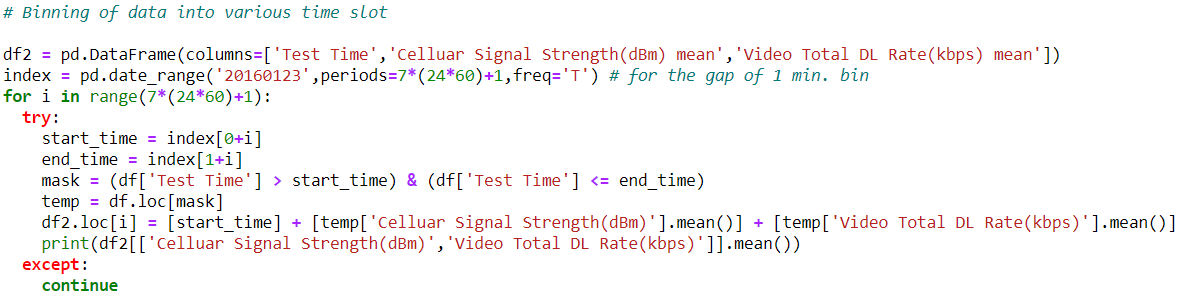 # Binning of data into various time slot
df2 = pd.DataFrame(columns=['Test Time','Celluar Signal Strength(dBm) mean','Video Total DL Rate(kbps) mean'])
index = pd.date_range('20160123',periods=7*(24*60)+1,freq='T') # for the gap of 1 min. bin
for i in range(7*(24*60)+1):
  try:
    start_time = index[0+i]
    end_time = index[1+i]
    mask = (df['Test Time'] > start_time) & (df['Test Time'] <= end_time)
    temp = df.loc[mask]
    df2.loc[i] = [start_time] + [temp['Celluar Signal Strength(dBm)'].mean()] + [temp['Video Total DL Rate(kbps)'].mean()]
    print(df2[['Celluar Signal Strength(dBm)','Video Total DL Rate(kbps)']].mean())
  except:
    continue